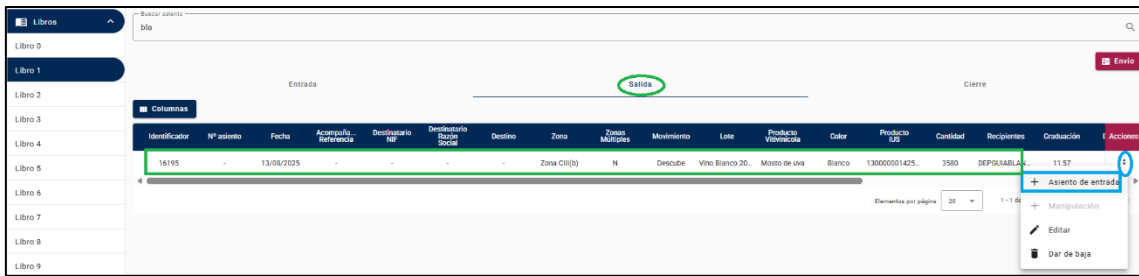 Libros
Buscar asiento
bla
Libro 0
Libro 1
Envío
Libro 2
Entrada
Salida
Cierre
Libro 3
Columnas
Libro 4
Identificador
Nº asiento
Fecha
Acompaña...
Referencia
Destinatario
NIF
Destinatario
Razón
Social
Destino
Zona
Zonas
Múltiples
Movimiento
Lote
Producto
Vitivinícola
Color
Producto
IUS
Cantidad
Recipientes
Graduación
Acciones
Libro 5
16195
-
13/08/2025
-
-
-
-
Zona CIII(b)
N
Descube
Vino Blanco 20...
Mosto de uva
Blanco
130000001425...
3580
DEPGUIABLAN...
11.57
Libro 6
Elementos por página
20
1 - 1 de
Asiento de entrada
Manipulación
Libro 7
Editar
Libro 8
Dar de baja
Libro 9